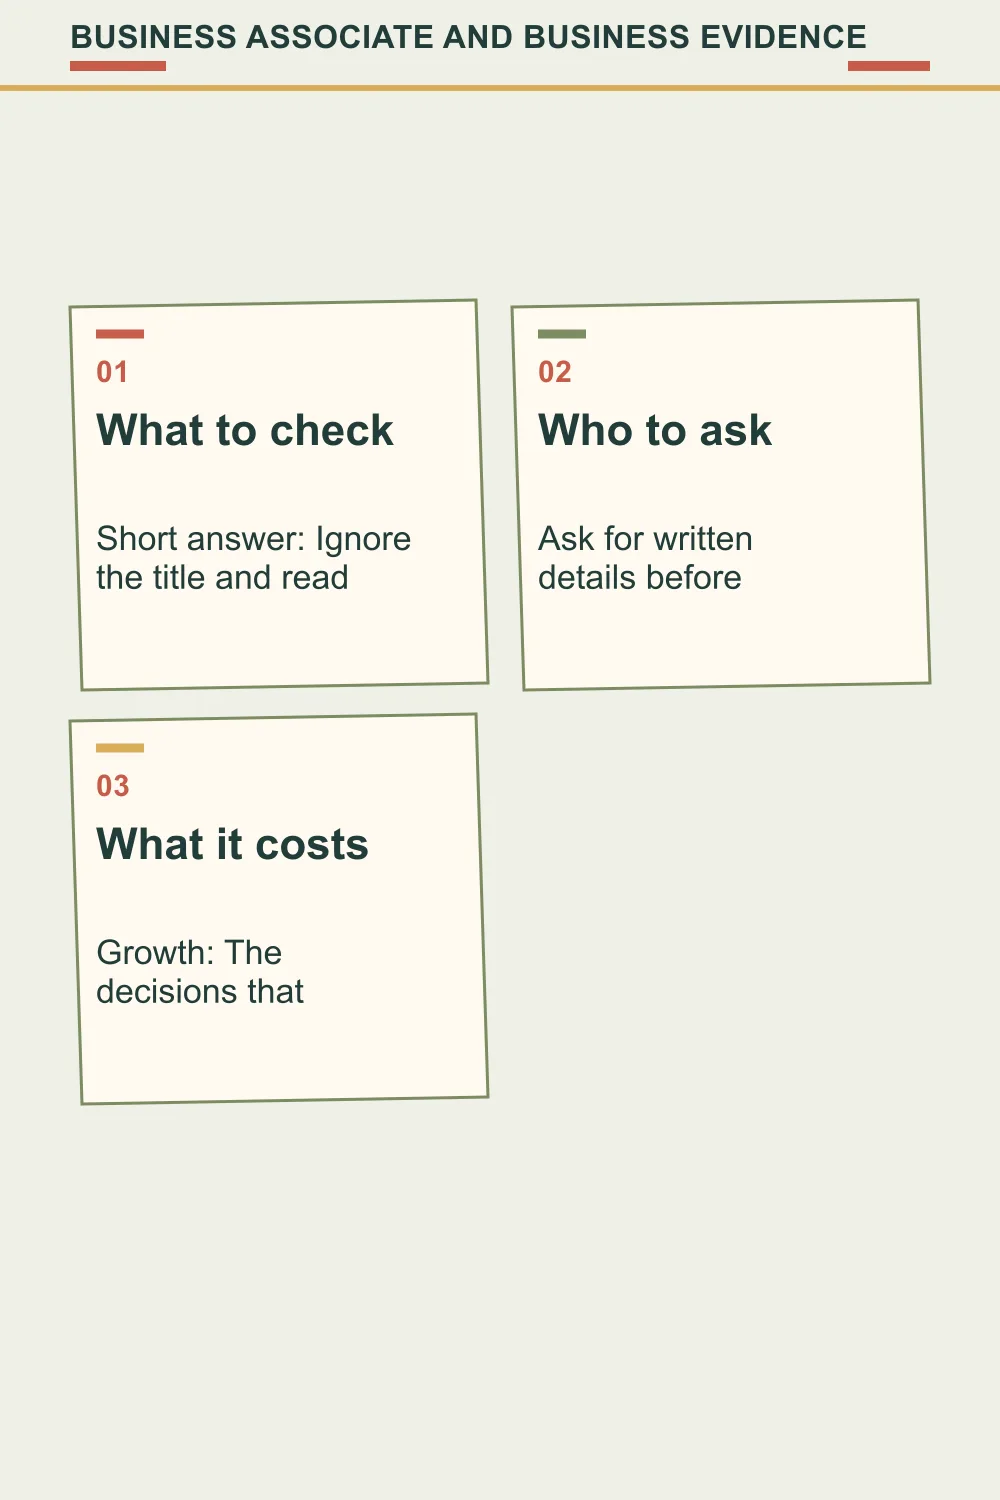 BUSINESS ASSOCIATE AND BUSINESS EVIDENCE
01
What to check
Short answer: Ignore
the title and read
02
Who to ask
Ask for written
details before
03
What it costs
Growth: The
decisions that